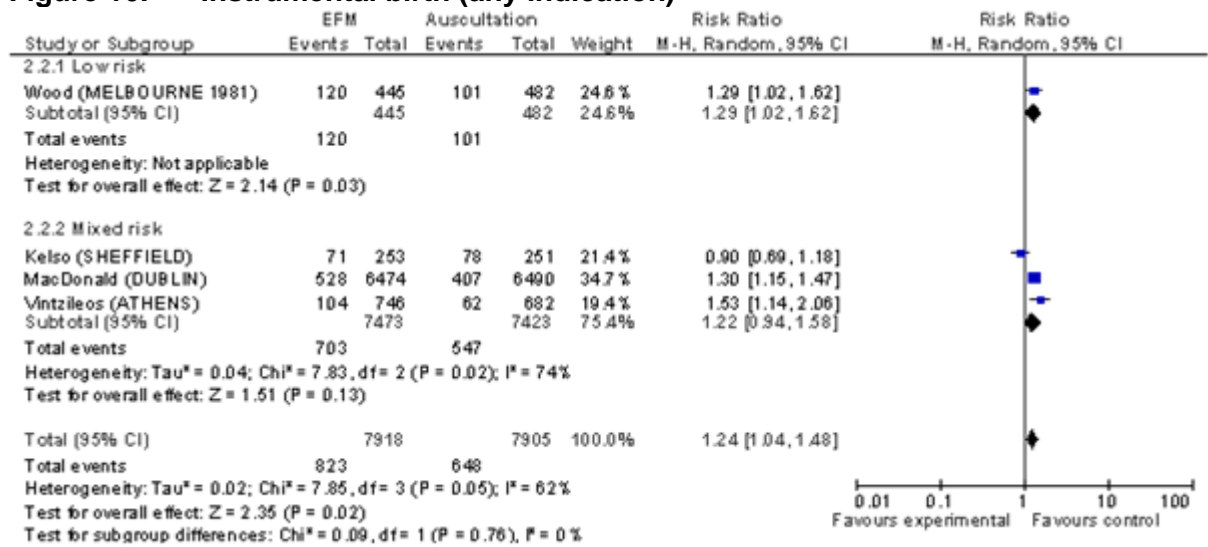 EFM Auscultation Risk Ratio Risk Ratio
Study or Subgroup Events Total Events Total Weight M-H, Random, 95% CI M-H, Random, 95% CI
2.2.1 Low risk
Wood (MELBOURNE 1981) 120 445 101 482 24.6% 1.29 [1.02, 1.62]
Subtotal (95% CI) 445 482 24.6% 1.29 [1.02, 1.62]
Total events 120 101
Heterogeneity: Not applicable
Test for overall effect: Z = 2.14 (P = 0.03)
2.2.2 Mixed risk
Kelso (SHEFFIELD) 71 253 78 251 21.4% 0.90 [0.69, 1.18]
MacDonald (DUBLIN) 528 6474 407 6490 34.7% 1.30 [1.15, 1.47]
Vintzileos (ATHENS) 104 746 62 682 19.4% 1.53 [1.14, 2.06]
Subtotal (95% CI) 7473 7423 75.4% 1.22 [0.94, 1.58]
Total events 703 547
Heterogeneity: Tau² = 0.04; Chi² = 7.83, df = 2 (P = 0.02); I² = 74%
Test for overall effect: Z = 1.51 (P = 0.13)
Total (95% CI) 7918 7905 100.0% 1.24 [1.04, 1.48]
Total events 823 648
Heterogeneity: Tau² = 0.02; Chi² = 7.85, df = 3 (P = 0.05); I² = 62%
Test for overall effect: Z = 2.35 (P = 0.02)
Test for subgroup differences: Chi² = 0.09, df = 1 (P = 0.76), I² = 0%
0.01 0.1 1 10 100
Favours experimental Favours control